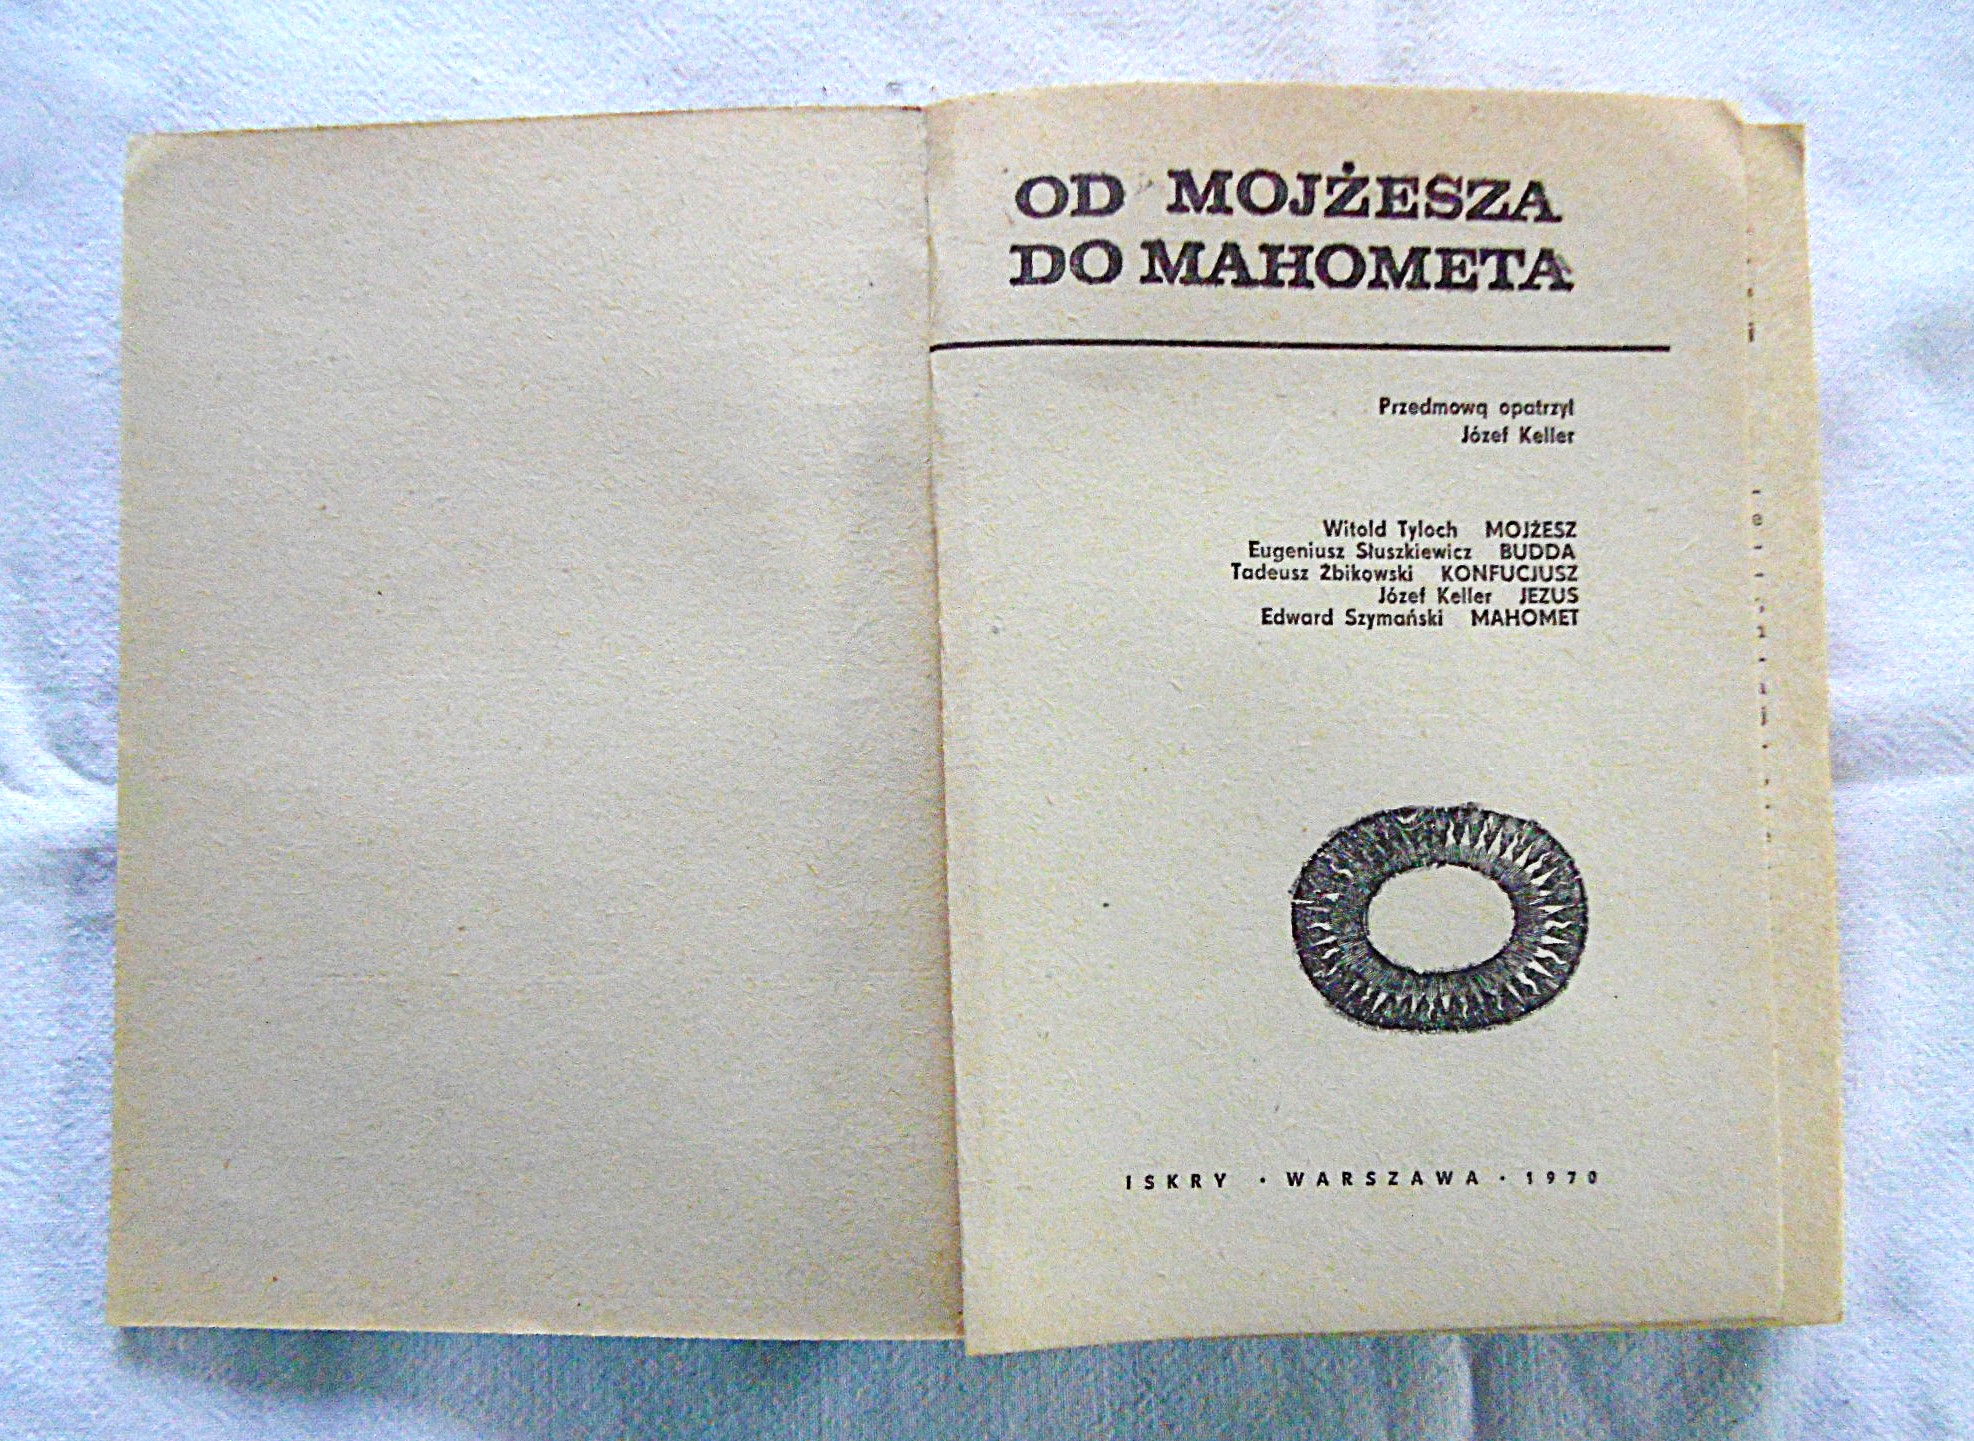 OD MOJŻESZA
DO MAHOMETA
Przedmową opatrzył
Józef Keller
Witold Tyloch MOJŻESZ
Eugeniusz Słuszkiewicz BUDDA
Tadeusz Żbikowski KONFUCJUSZ
Józef Keller JEZUS
Edward Szymański MAHOMET
ISKRY • WARSZAWA • 1970